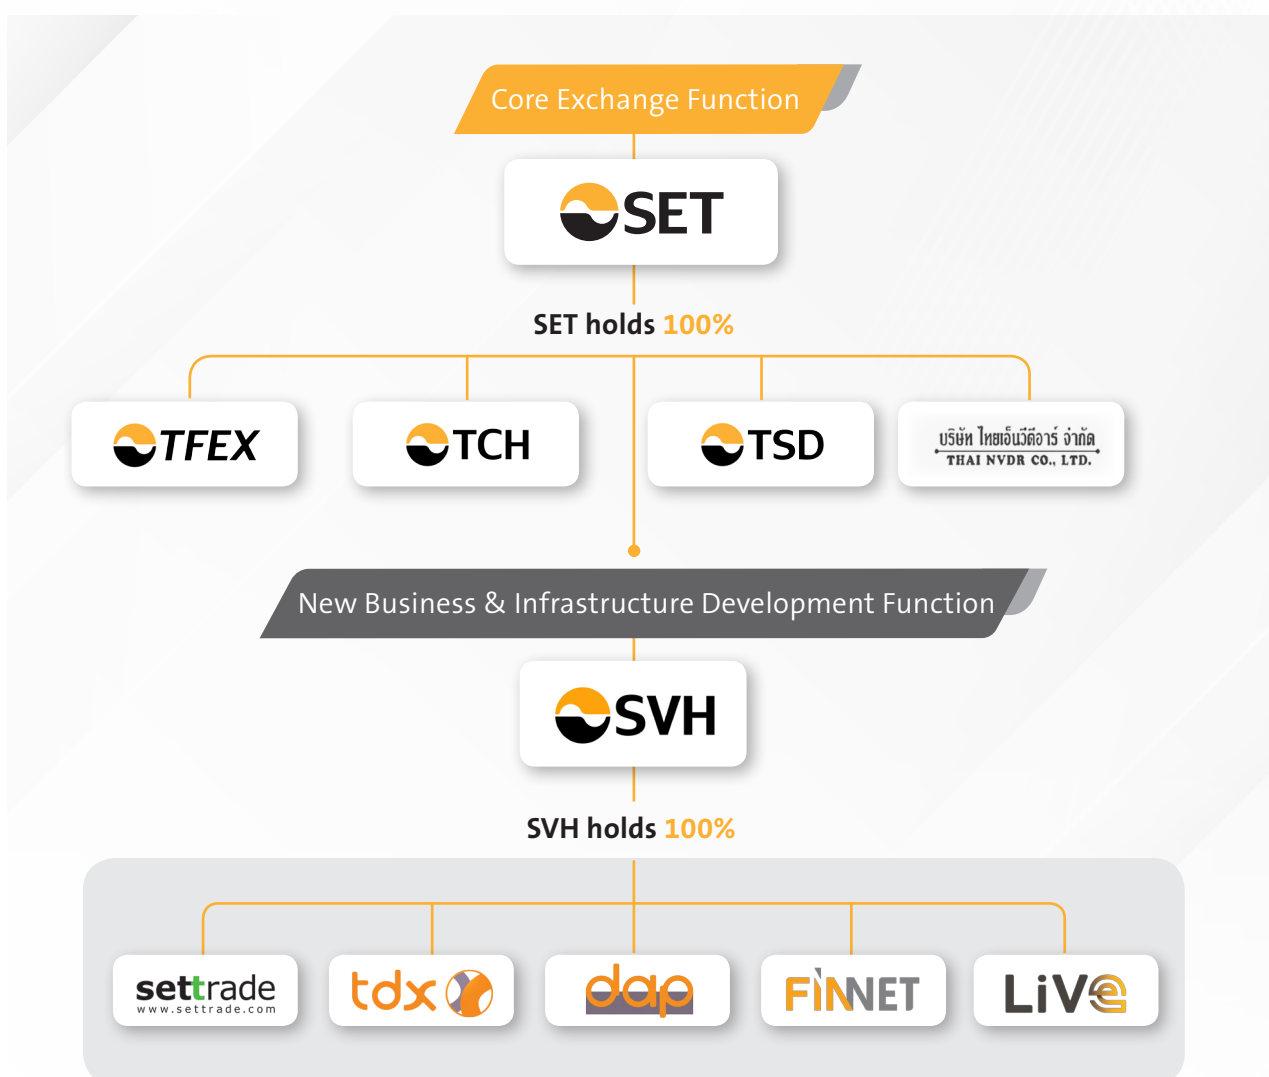 Core Exchange Function
SET
SET holds 100%
TFEX
TCH
TSD
บริษัท ไทยเอ็นวีดีอาร์ จำกัด
THAI NVDR CO., LTD.
New Business & Infrastructure Development Function
SVH
SVH holds 100%
settrade
www.settrade.com
tdx
dap
FiNNET
LiVe